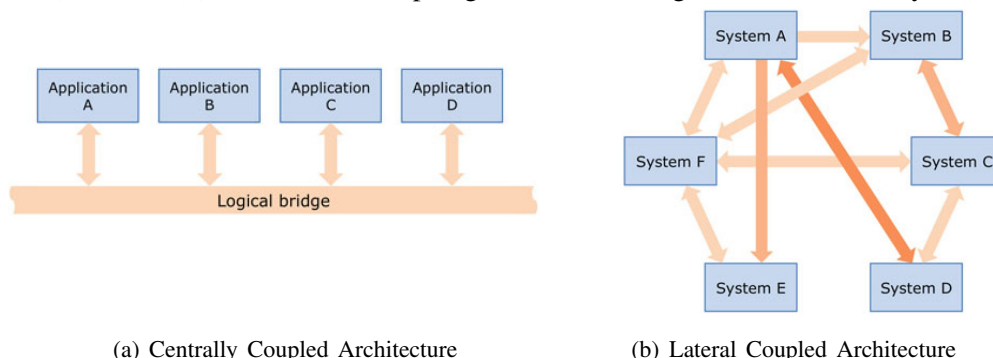 Application
A
Application
B
Application
C
Application
D
Logical bridge
(a) Centrally Coupled Architecture
System A
System B
System F
System C
System E
System D
(b) Lateral Coupled Architecture